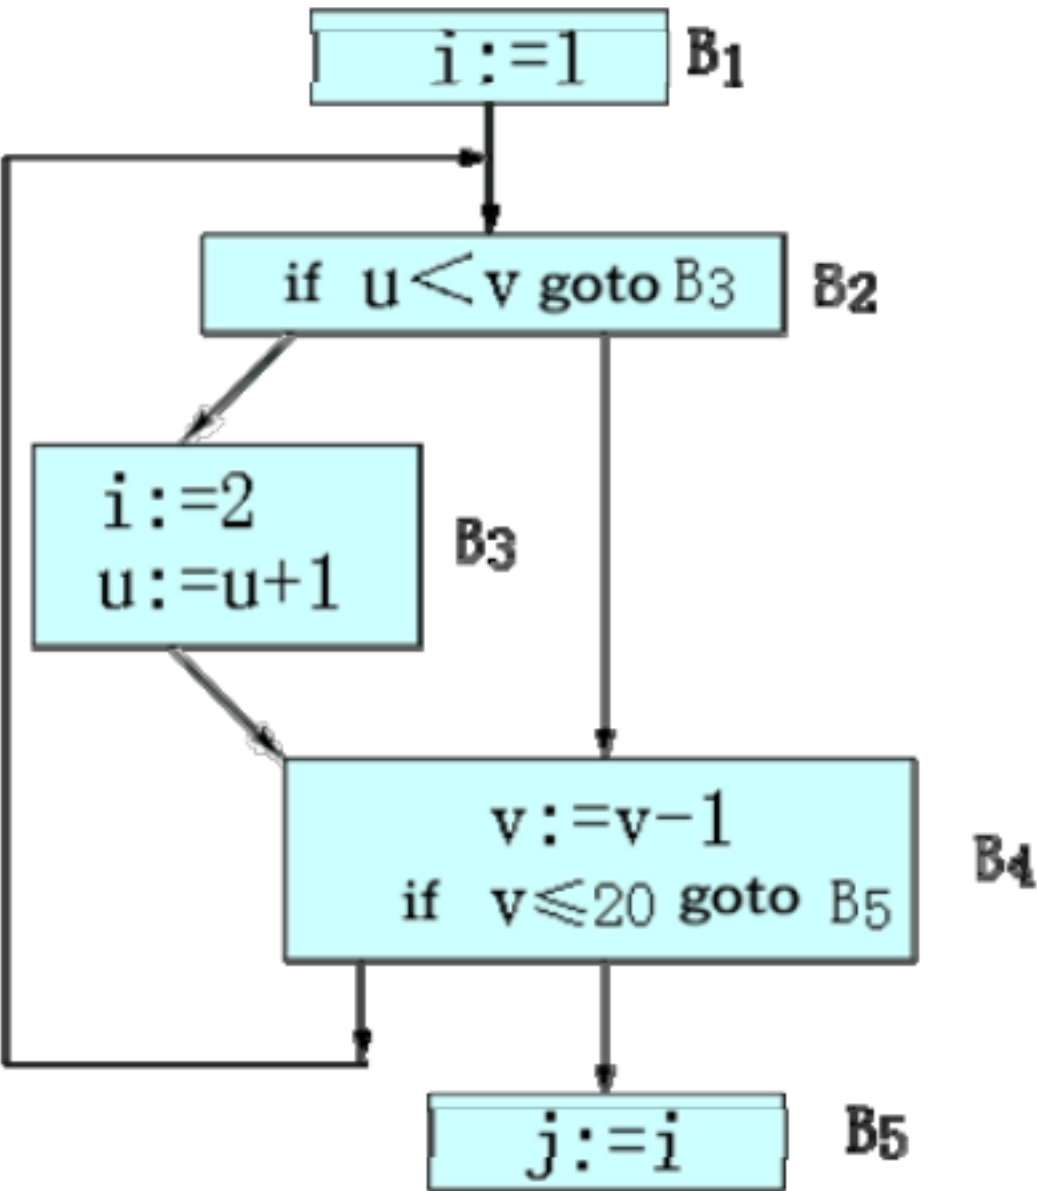 i:=1 B1
if u<v goto B3 B2
i:=2
u:=u+1
B3
v:=v-1
if v≤20 goto B5
B4
j:=i B5